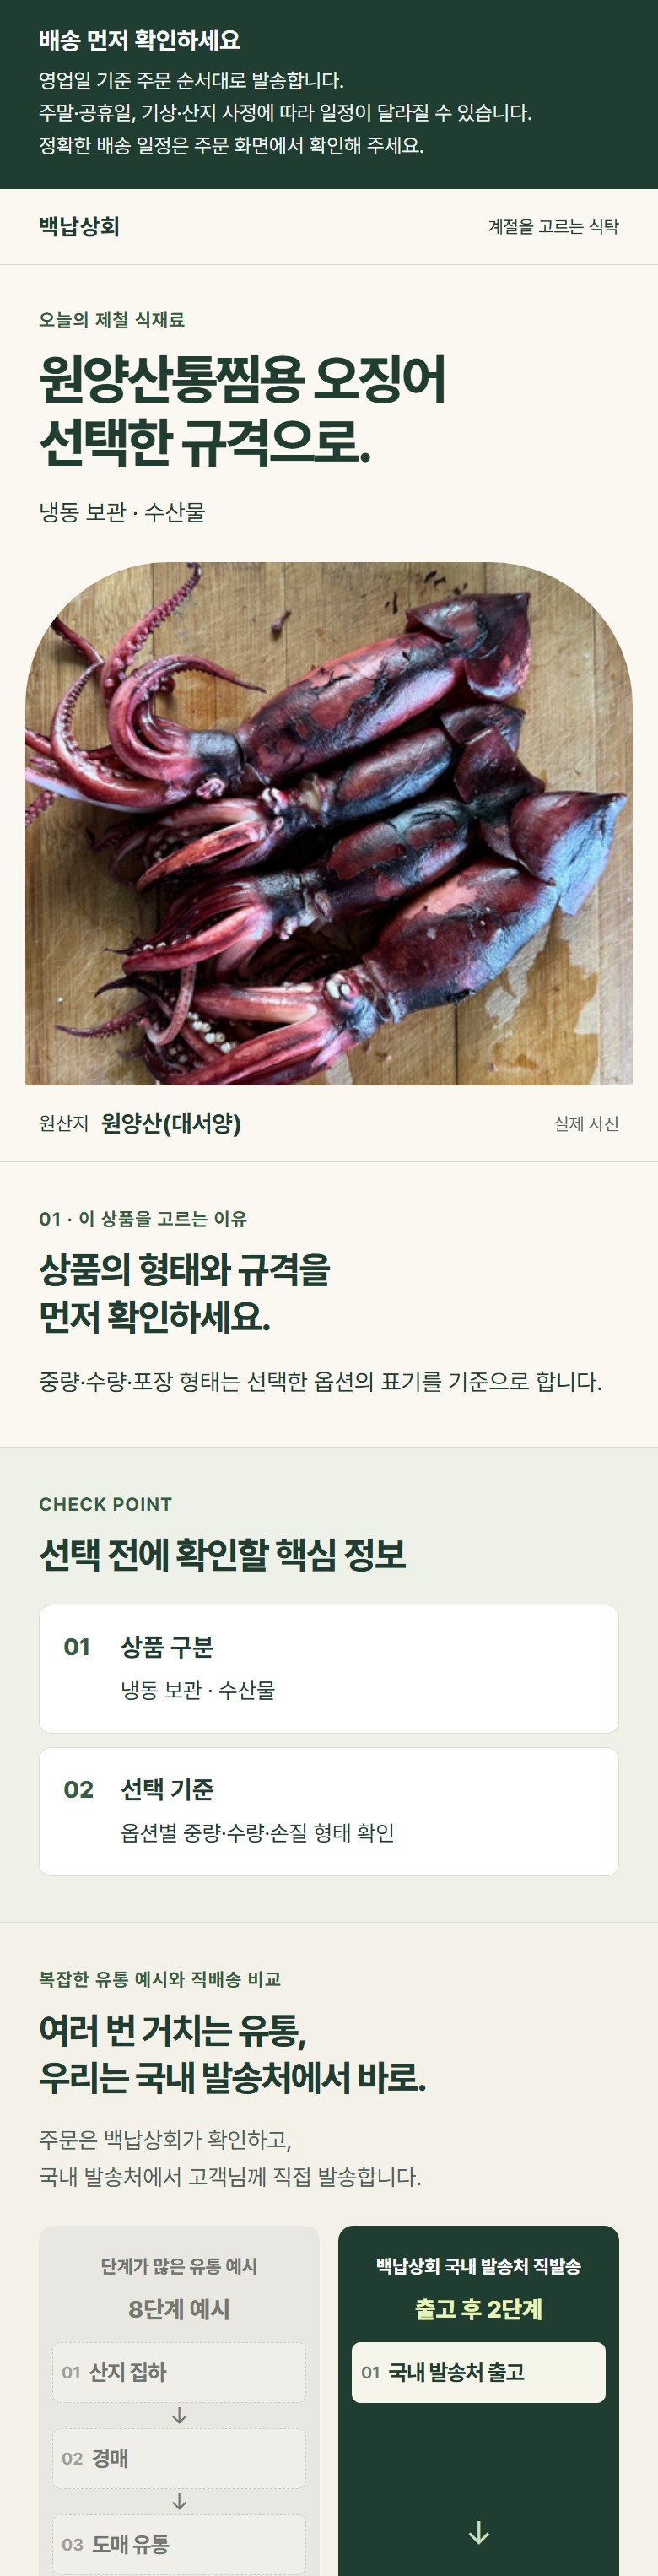 배송 먼저 확인하세요
영업일 기준 주문 순서대로 발송합니다.
주말·공휴일, 기상·산지 사정에 따라 일정이 달라질 수 있습니다.
정확한 배송 일정은 주문 화면에서 확인해 주세요.
백납상회
계절을 고르는 식탁
오늘의 제철 식재료
원양산통찜용 오징어
선택한 규격으로.
냉동 보관 · 수산물
원산지 원양산(대서양)
실제 사진
01 · 이 상품을 고르는 이유
상품의 형태와 규격을
먼저 확인하세요.
중량·수량·포장 형태는 선택한 옵션의 표기를 기준으로 합니다.
CHECK POINT
선택 전에 확인할 핵심 정보
01 상품 구분
냉동 보관 · 수산물
02 선택 기준
옵션별 중량·수량·손질 형태 확인
복잡한 유통 예시와 직배송 비교
여러 번 거치는 유통,
우리는 국내 발송처에서 바로.
주문은 백납상회가 확인하고,
국내 발송처에서 고객님께 직접 발송합니다.
단계가 많은 유통 예시
8단계 예시
01 산지 집하
↓
02 경매
↓
03 도매 유통
백납상회 국내 발송처 직발송
출고 후 2단계
01 국내 발송처 출고
↓